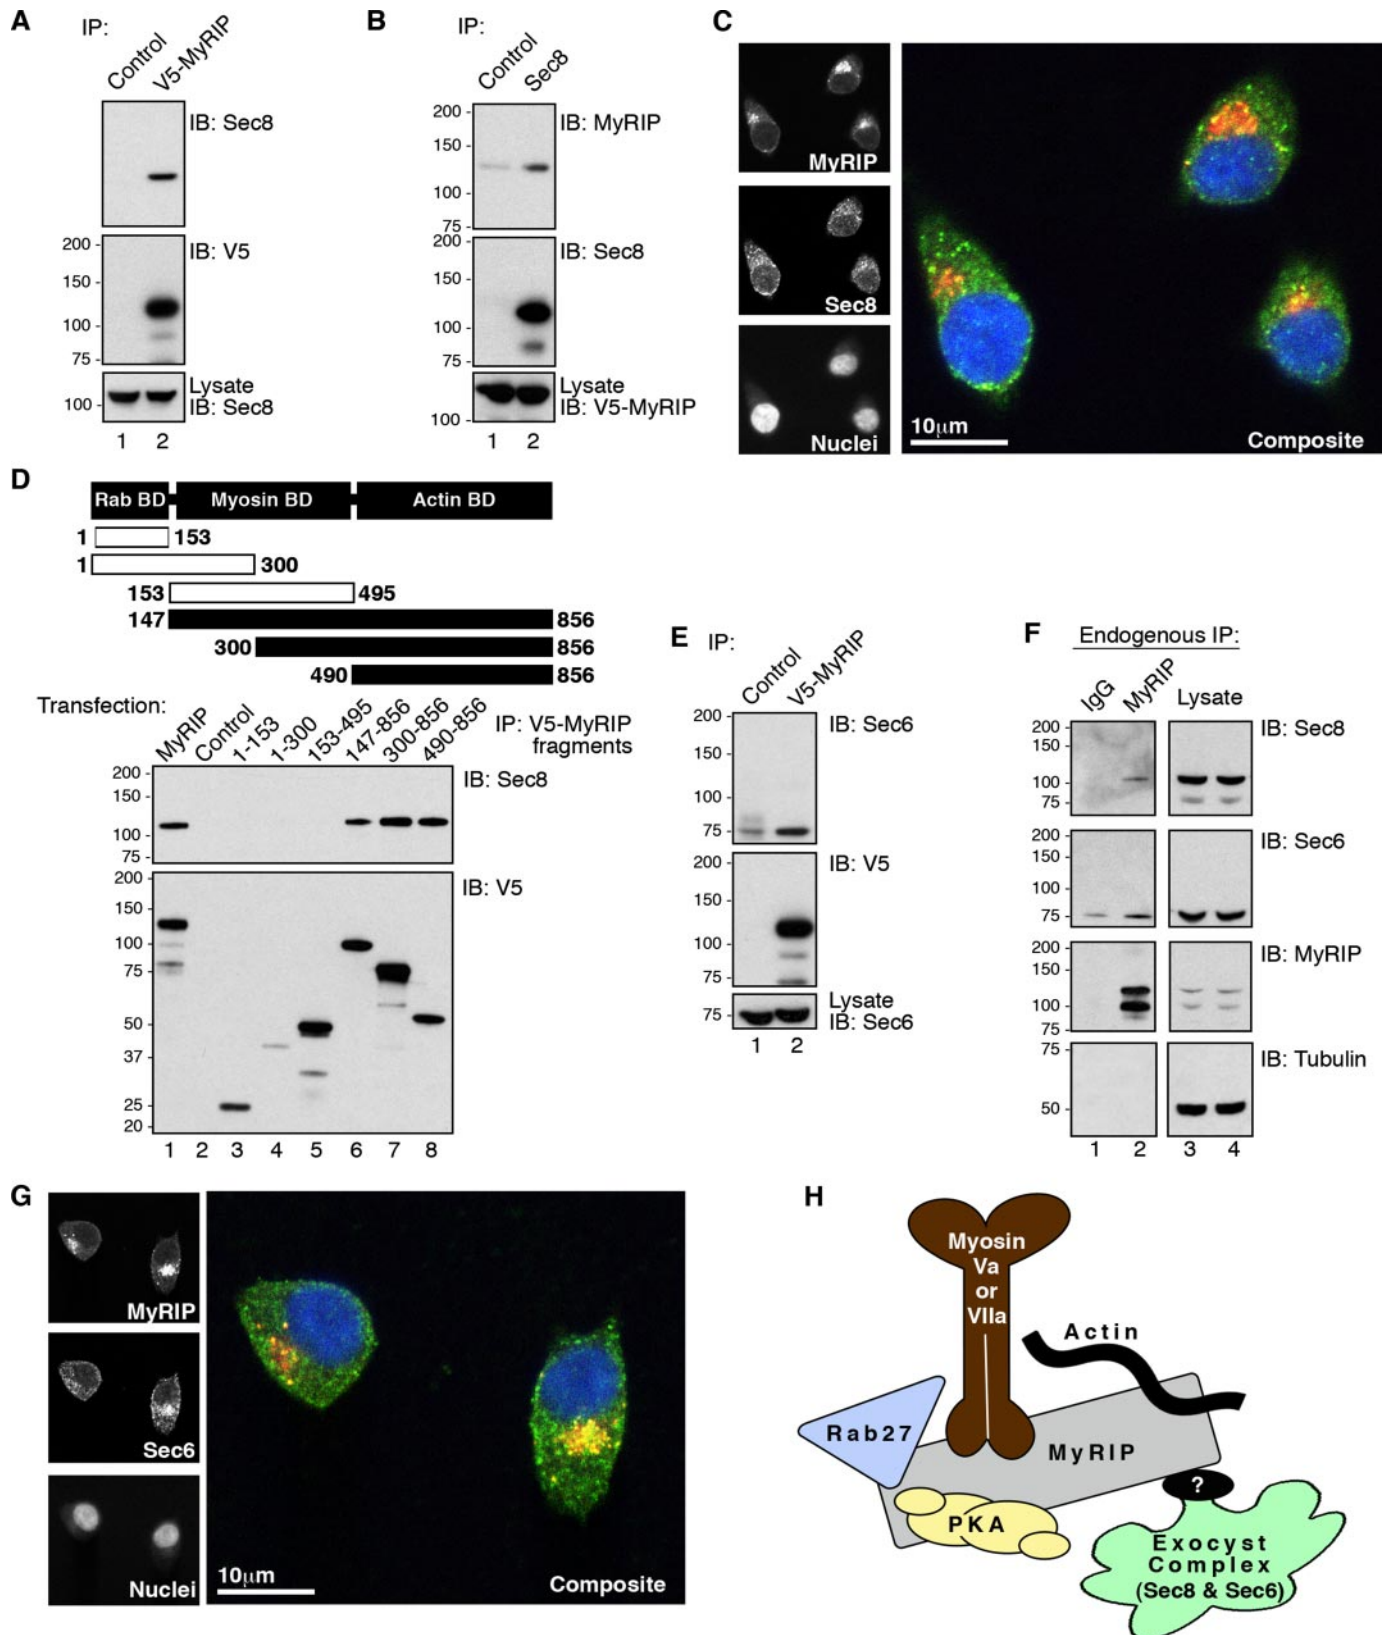 A
IP:
Control
V5-MyRIP
IB: Sec8
200 -
150 -
100 -
75 -
IB: V5
100 -
Lysate
IB: Sec8
1 2
B
IP:
Control
Sec8
200 -
150 -
100 -
75 -
IB: MyRIP
200 -
150 -
100 -
75 -
IB: Sec8
100 -
Lysate
IB: V5-MyRIP
1 2
C
MyRIP
Sec8
Nuclei
10μm
Composite
D
Rab BD Myosin BD Actin BD
1 153
1 300
153 495
147 856
300 856
490 856
Transfection:
MyRIP
Control
1-153
1-300
153-495
147-856
300-856
490-856
IP: V5-MyRIP
fragments
200 -
150 -
100 -
75 -
IB: Sec8
200 -
150 -
100 -
75 -
50 -
37 -
25 -
20 -
IB: V5
1 2 3 4 5 6 7 8
E
IP:
Control
V5-MyRIP
200 -
150 -
100 -
75 -
IB: Sec6
200 -
150 -
100 -
75 -
IB: V5
75 -
Lysate
IB: Sec6
1 2
F
Endogenous IP:
IgG
MyRIP
Lysate
200 -
150 -
100 -
75 -
IB: Sec8
200 -
150 -
100 -
75 -
IB: Sec6
200 -
150 -
100 -
75 -
IB: MyRIP
75 -
50 -
IB: Tubulin
1 2 3 4
G
MyRIP
Sec6
Nuclei
10μm
Composite
H
Myosin
Va
or
VIIa
Actin
Rab27
MyRIP
PKA
?
Exocyst
Complex
(Sec8 & Sec6)